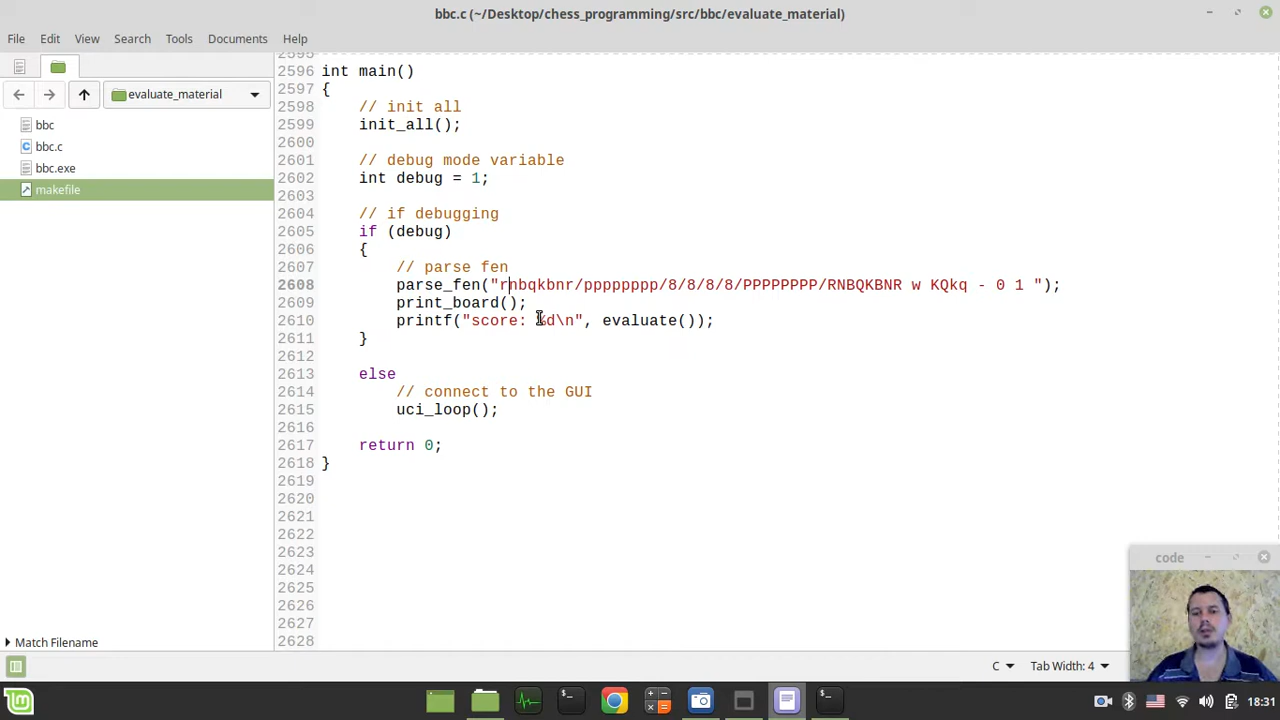 bbc.c (~/Desktop/chess_programming/src/bbc/evaluate_material)
File Edit View Search Tools Documents Help
evaluate_material
bbc
bbc.c
bbc.exe
makefile
Match Filename
2595
2596 int main()
2597 {
2598     // init all
2599     init_all();
2600
2601     // debug mode variable
2602     int debug = 1;
2603
2604     // if debugging
2605     if (debug)
2606     {
2607         // parse fen
2608         parse_fen("rnbqkbnr/pppppppp/8/8/8/8/PPPPPPPP/RNBQKBNR w KQkq - 0 1 ");
2609         print_board();
2610         printf("score: %d\n", evaluate());
2611     }
2612
2613     else
2614         // connect to the GUI
2615         uci_loop();
2616
2617     return 0;
2618 }
2619
2620
2621
2622
2623
2624
2625
2626
2627
2628
code
C Tab Width: 4
18:31